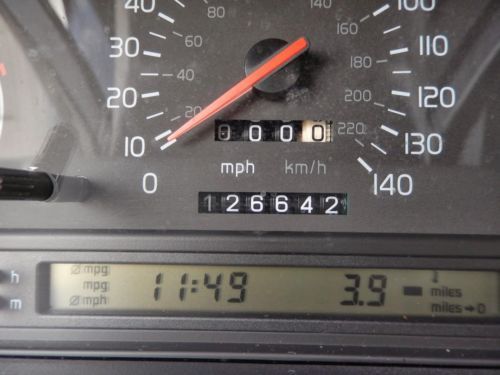 40 100
60 140 160
30 80 180 110
40 200
20 120
20 220
10 0000 130
0 mph km/h 140
126642
h Ø mpg 11:49 3.9 miles
m mpg miles→0
Ø mph